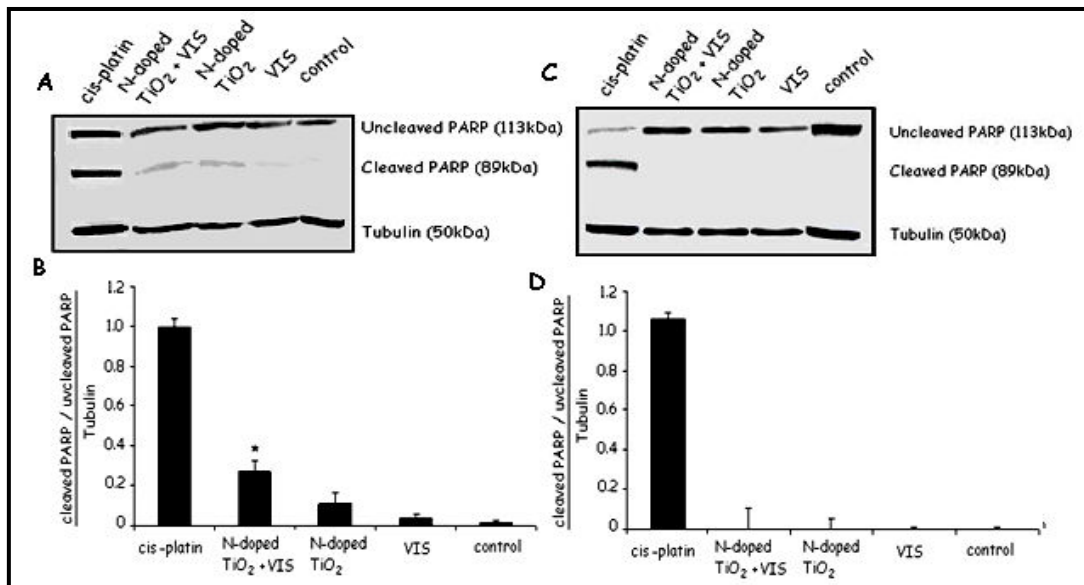 A
cis-platin
N-doped
TiO2 + VIS
N-doped
TiO2
VIS
control
Uncleaved PARP (113kDa)
Cleaved PARP (89kDa)
Tubulin (50kDa)
C
cis-platin
N-doped
TiO2 + VIS
N-doped
TiO2
VIS
control
Uncleaved PARP (113kDa)
Cleaved PARP (89kDa)
Tubulin (50kDa)
B
cleaved PARP / uvcleaved PARP
Tubulin
1.2
1.0
0.8
0.6
0.4
0.2
0
*
cis-platin
N-doped
TiO2 +VIS
N-doped
TiO2
VIS
control
D
cleaved PARP / uvcleaved PARP
Tubulin
1.2
1.0
0.8
0.6
0.4
0.2
0
cis-platin
N-doped
TiO2 +VIS
N-doped
TiO2
VIS
control